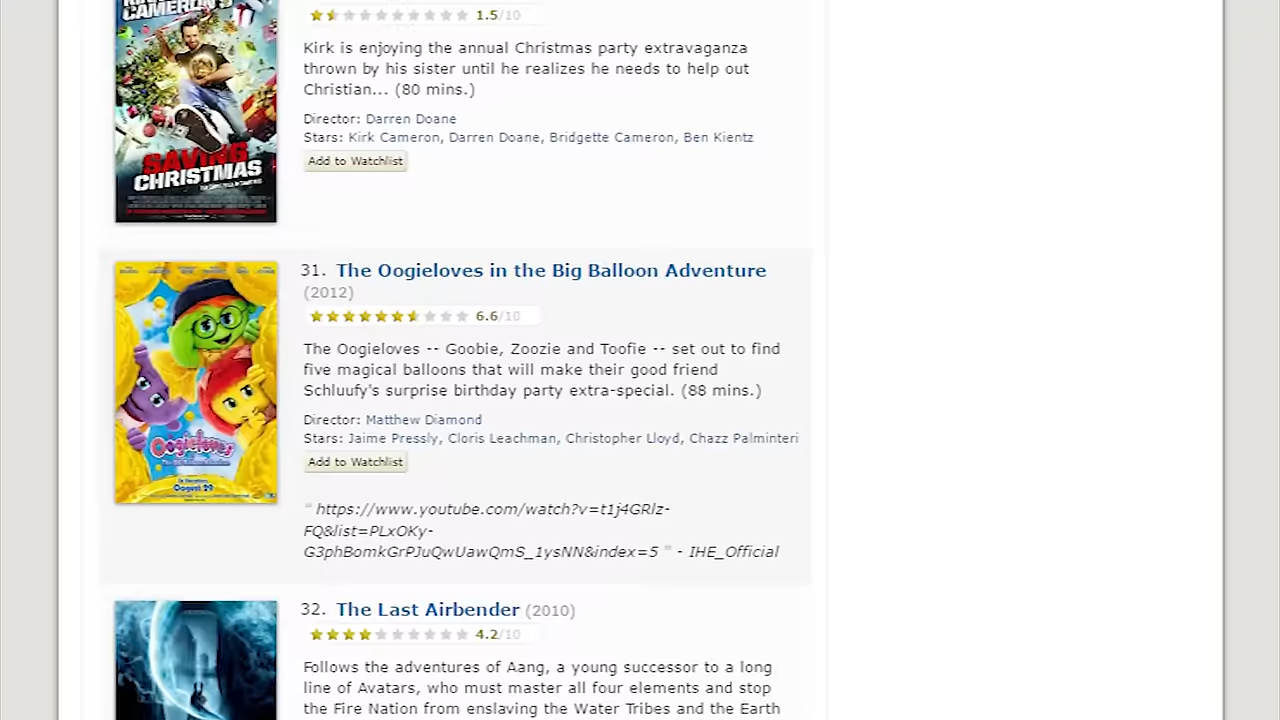 CAMERON'S
1.5/10
Kirk is enjoying the annual Christmas party extravaganza
thrown by his sister until he realizes he needs to help out
Christian... (80 mins.)
Director: Darren Doane
Stars: Kirk Cameron, Darren Doane, Bridgette Cameron, Ben Kientz
Add to Watchlist
SAVING
CHRISTMAS
31. The Oogieloves in the Big Balloon Adventure
(2012)
6.6/10
The Oogieloves -- Goobie, Zoozie and Toofie -- set out to find
five magical balloons that will make their good friend
Schluufy's surprise birthday party extra-special. (88 mins.)
Director: Matthew Diamond
Stars: Jaime Pressly, Cloris Leachman, Christopher Lloyd, Chazz Palminteri
Add to Watchlist
Oogieloves
" https://www.youtube.com/watch?v=t1j4GRlz-
FQ&list=PLxOKy-
G3phBomkGrPJuQwUawQmS_1ysNN&index=5 " - IHE_Official
32. The Last Airbender (2010)
4.2/10
Follows the adventures of Aang, a young successor to a long
line of Avatars, who must master all four elements and stop
the Fire Nation from enslaving the Water Tribes and the Earth